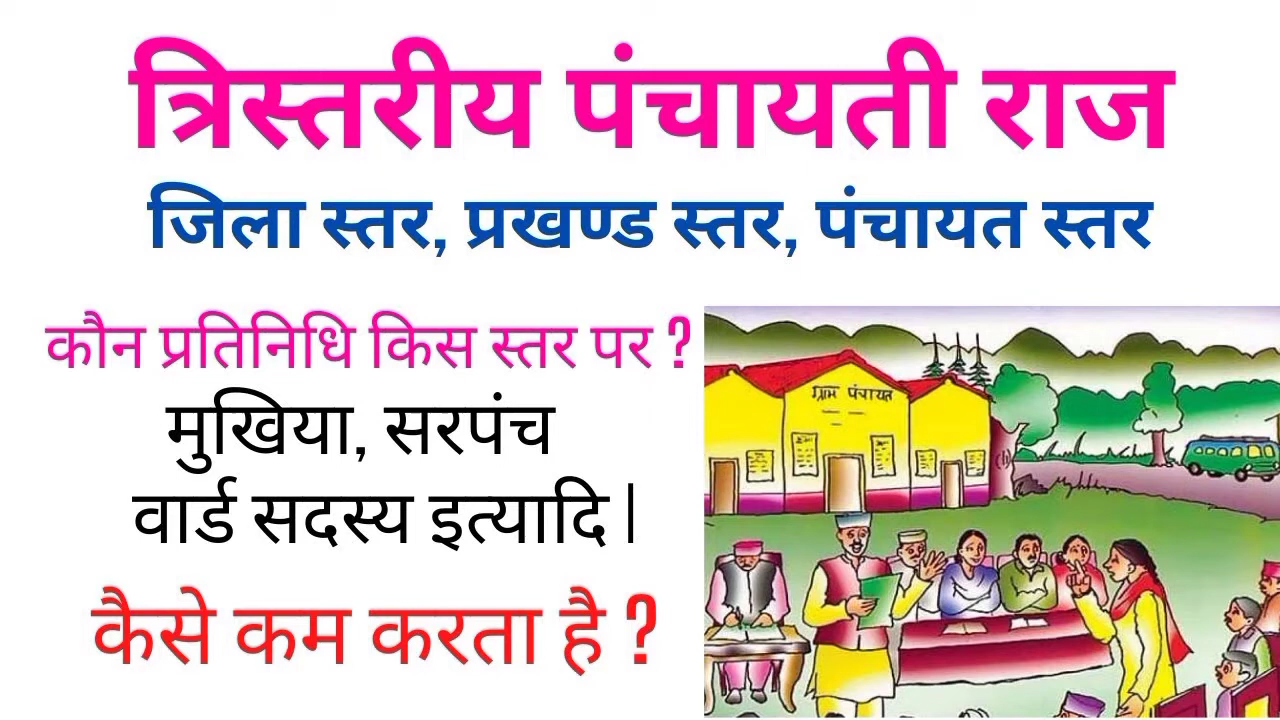 त्रिस्तरीय पंचायती राज
जिला स्तर, प्रखण्ड स्तर, पंचायत स्तर
कौन प्रतिनिधि किस स्तर पर ?
मुखिया, सरपंच
वार्ड सदस्य इत्यादि |
कैसे कम करता है ?
ग्राम पंचायत